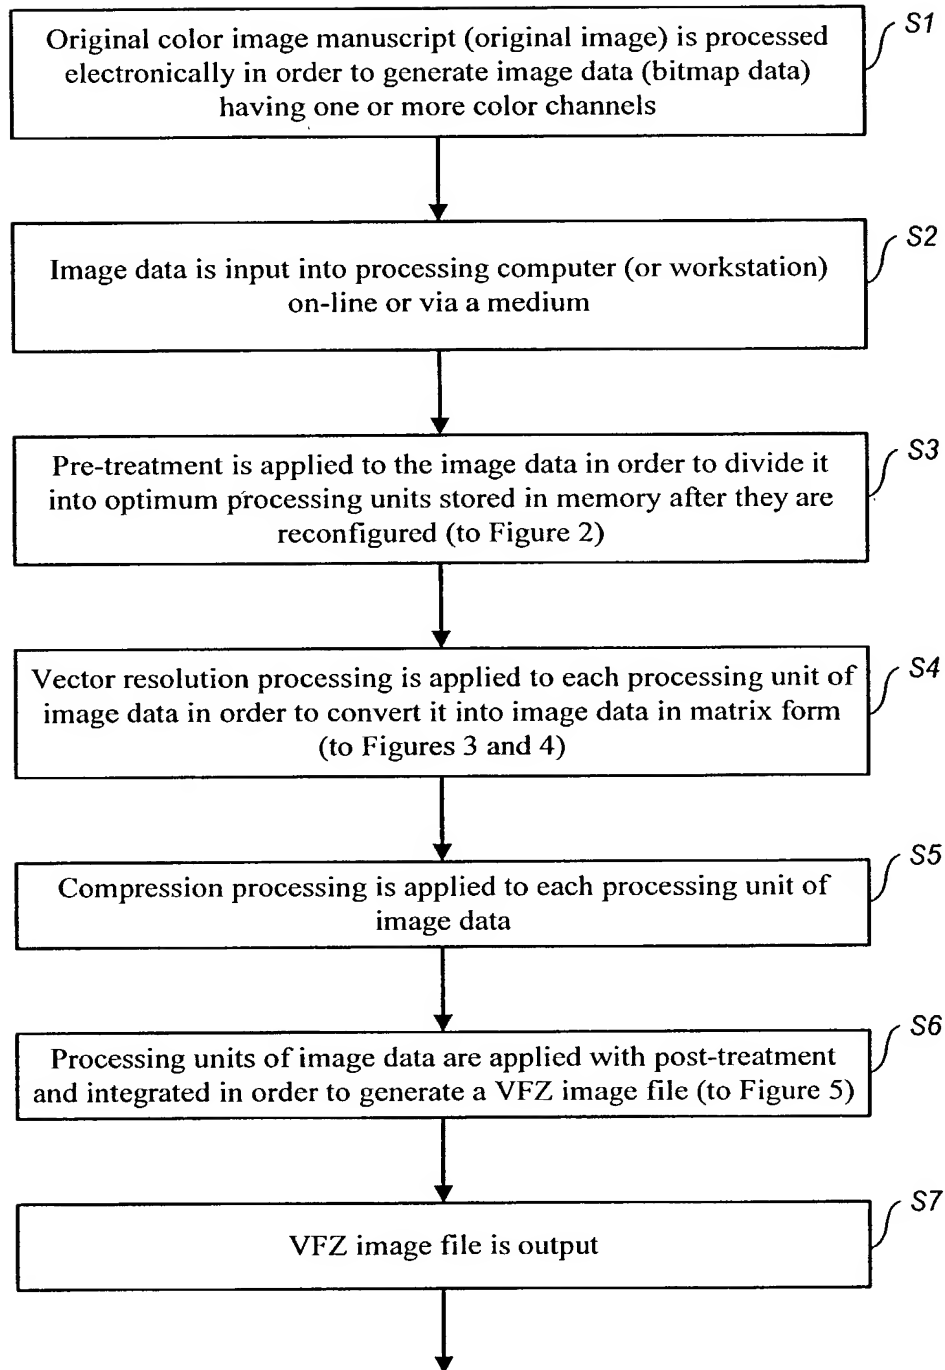 S1
Original color image manuscript (original image) is processed
electronically in order to generate image data (bitmap data)
having one or more color channels
S2
Image data is input into processing computer (or workstation)
on-line or via a medium
S3
Pre-treatment is applied to the image data in order to divide it
into optimum processing units stored in memory after they are
reconfigured (to Figure 2)
S4
Vector resolution processing is applied to each processing unit of
image data in order to convert it into image data in matrix form
(to Figures 3 and 4)
S5
Compression processing is applied to each processing unit of
image data
S6
Processing units of image data are applied with post-treatment
and integrated in order to generate a VFZ image file (to Figure 5)
S7
VFZ image file is output